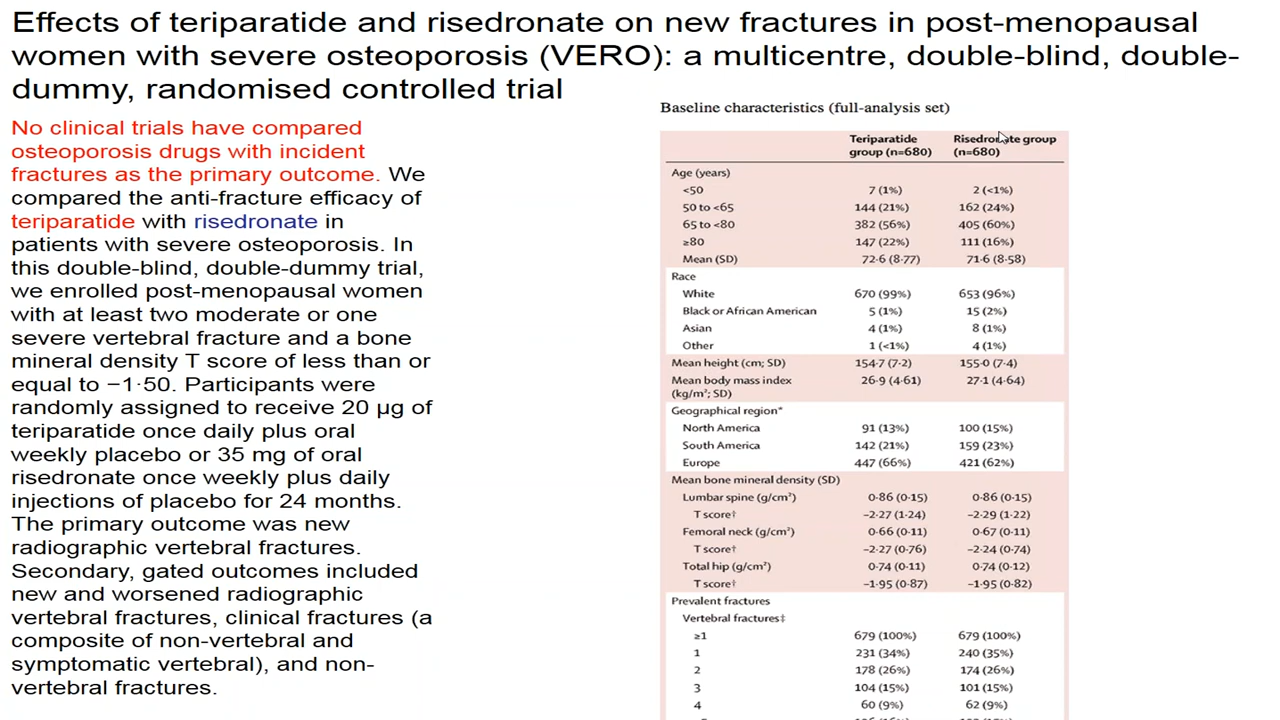 Effects of teriparatide and risedronate on new fractures in post-menopausal
women with severe osteoporosis (VERO): a multicentre, double-blind, double-
dummy, randomised controlled trial
No clinical trials have compared
osteoporosis drugs with incident
fractures as the primary outcome. We
compared the anti-fracture efficacy of
teriparatide with risedronate in
patients with severe osteoporosis. In
this double-blind, double-dummy trial,
we enrolled post-menopausal women
with at least two moderate or one
severe vertebral fracture and a bone
mineral density T score of less than or
equal to −1·50. Participants were
randomly assigned to receive 20 μg of
teriparatide once daily plus oral
weekly placebo or 35 mg of oral
risedronate once weekly plus daily
injections of placebo for 24 months.
The primary outcome was new
radiographic vertebral fractures.
Secondary, gated outcomes included
new and worsened radiographic
vertebral fractures, clinical fractures (a
composite of non-vertebral and
symptomatic vertebral), and non-
vertebral fractures.
Baseline characteristics (full-analysis set)
Teriparatide Risedronate group
group (n=680) (n=680)
Age (years)
<50 7 (1%) 2 (<1%)
50 to <65 144 (21%) 162 (24%)
65 to <80 382 (56%) 405 (60%)
≥80 147 (22%) 111 (16%)
Mean (SD) 72·6 (8·77) 71·6 (8·58)
Race
White 670 (99%) 653 (96%)
Black or African American 5 (1%) 15 (2%)
Asian 4 (1%) 8 (1%)
Other 1 (<1%) 4 (1%)
Mean height (cm; SD) 154·7 (7·2) 155·0 (7·4)
Mean body mass index 26·9 (4·61) 27·1 (4·64)
(kg/m²; SD)
Geographical region*
North America 91 (13%) 100 (15%)
South America 142 (21%) 159 (23%)
Europe 447 (66%) 421 (62%)
Mean bone mineral density (SD)
Lumbar spine (g/cm²) 0·86 (0·15) 0·86 (0·15)
T score† −2·27 (1·24) −2·29 (1·22)
Femoral neck (g/cm²) 0·66 (0·11) 0·67 (0·11)
T score† −2·27 (0·76) −2·24 (0·74)
Total hip (g/cm²) 0·74 (0·11) 0·74 (0·12)
T score† −1·95 (0·87) −1·95 (0·82)
Prevalent fractures
Vertebral fractures‡
≥1 679 (100%) 679 (100%)
1 231 (34%) 240 (35%)
2 178 (26%) 174 (26%)
3 104 (15%) 101 (15%)
4 60 (9%) 62 (9%)